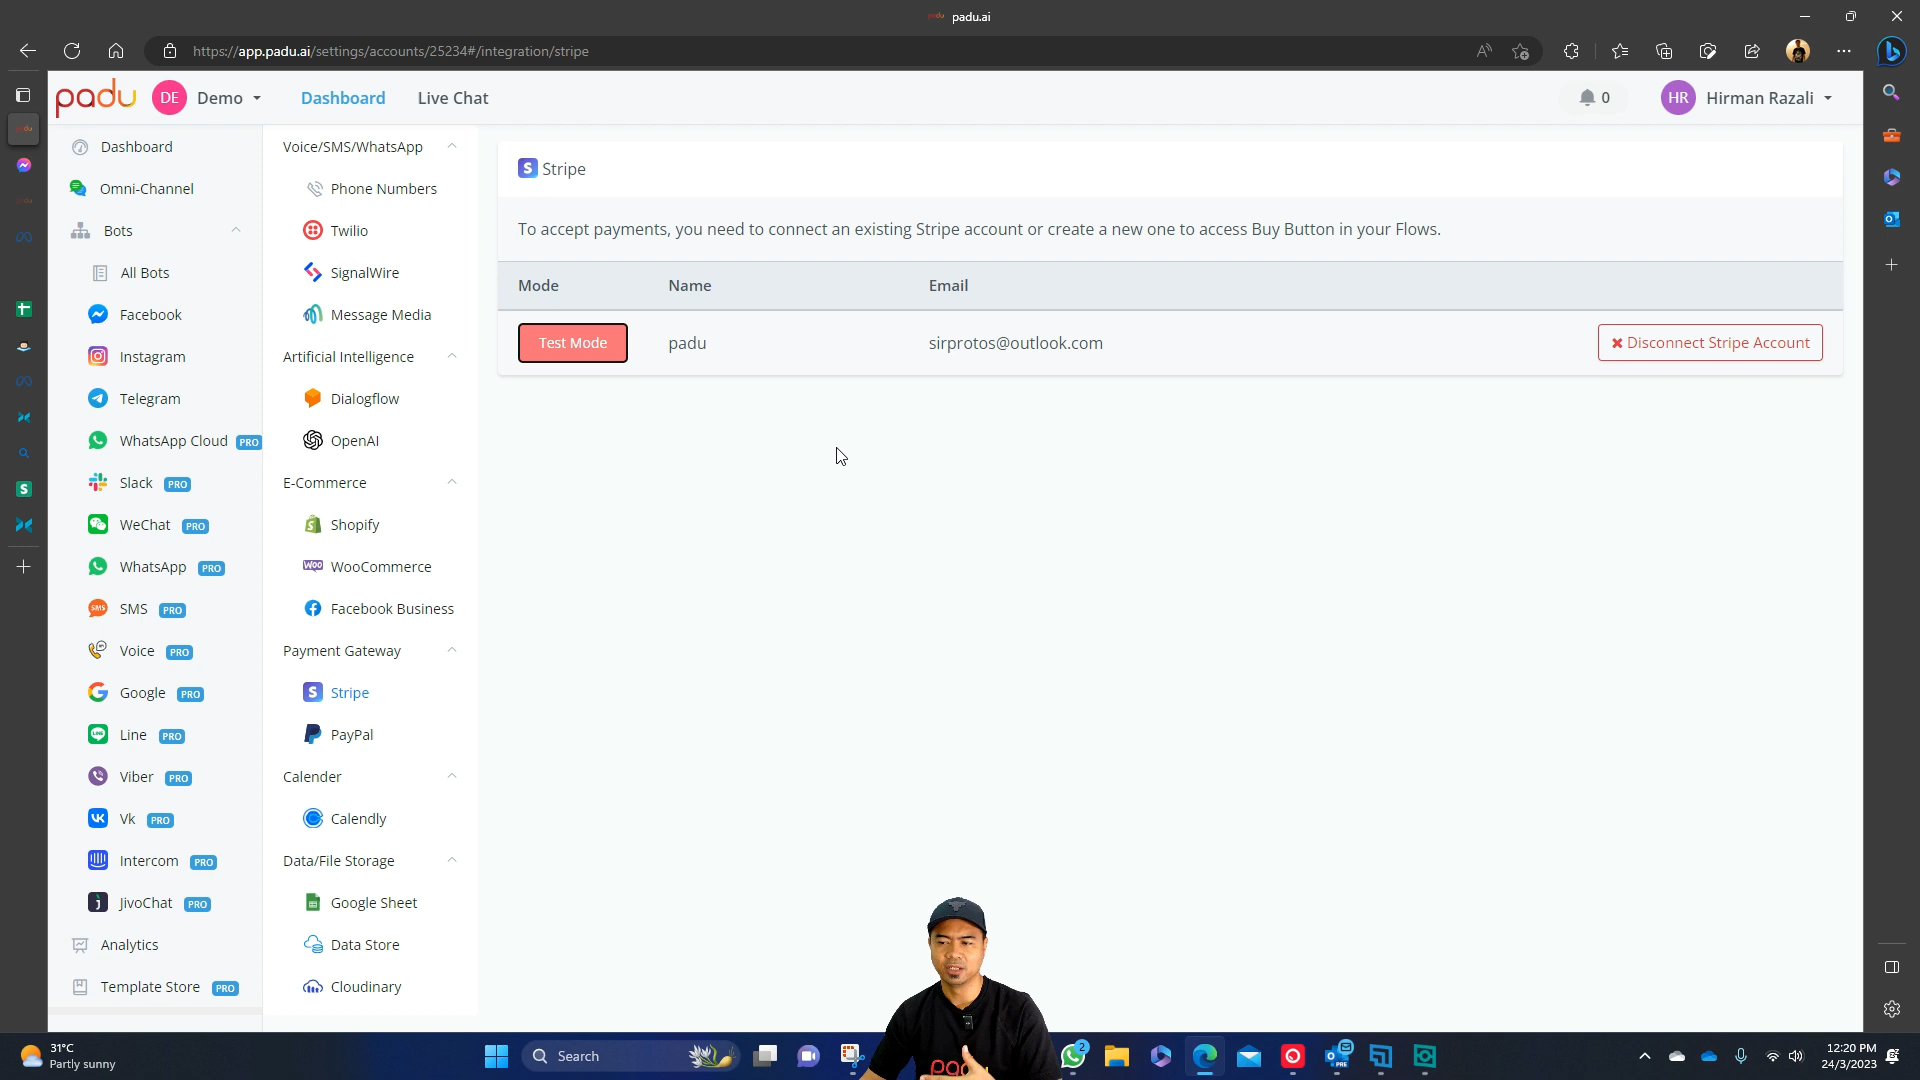 padu.ai
https://app.padu.ai/settings/accounts/25234#/integration/stripe
padu
DE
Demo
Dashboard
Live Chat
0
HR
Hirman Razali
Dashboard
Omni-Channel
Bots
All Bots
Facebook
Instagram
Telegram
WhatsApp Cloud PRO
Slack PRO
WeChat PRO
WhatsApp PRO
SMS PRO
Voice PRO
Google PRO
Line PRO
Viber PRO
Vk PRO
Intercom PRO
JivoChat PRO
Analytics
Template Store PRO
Voice/SMS/WhatsApp
Phone Numbers
Twilio
SignalWire
Message Media
Artificial Intelligence
Dialogflow
OpenAI
E-Commerce
Shopify
WooCommerce
Facebook Business
Payment Gateway
Stripe
PayPal
Calender
Calendly
Data/File Storage
Google Sheet
Data Store
Cloudinary
S Stripe
To accept payments, you need to connect an existing Stripe account or create a new one to access Buy Button in your Flows.
Mode Name Email
Test Mode padu sirprotos@outlook.com Disconnect Stripe Account
31°C
Partly sunny
Search
2
12:20 PM
24/3/2023